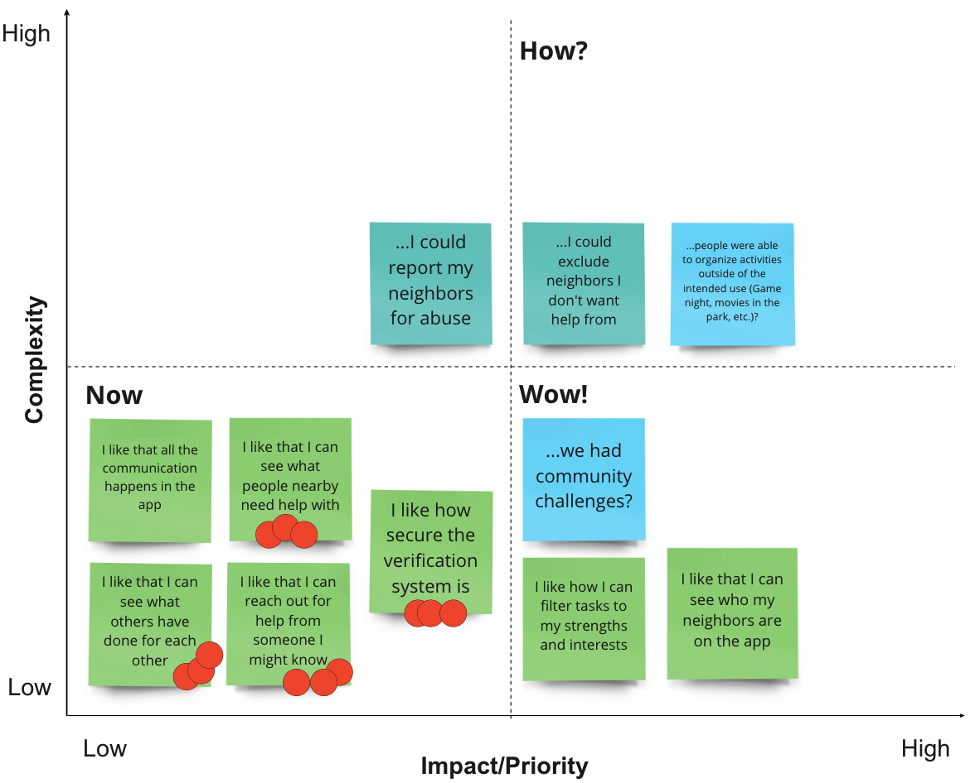 High
How?
...I could
report my
neighbors
for abuse
...I could
exclude
neighbors I
don't want
help from
...people were able
to organize activities
outside of the
intended use (Game
night, movies in the
park, etc.)?
Complexity
Now
Wow!
I like that all the
communication
happens in the
app
I like that I can
see what
people nearby
need help with
I like how
secure the
verification
system is
...we had
community
challenges?
I like that I can
see what
others have
done for each
other
I like that I can
reach out for
help from
someone I
might know
I like how I can
filter tasks to
my strengths
and interests
I like that I can
see who my
neighbors are
on the app
Low
Low
High
Impact/Priority